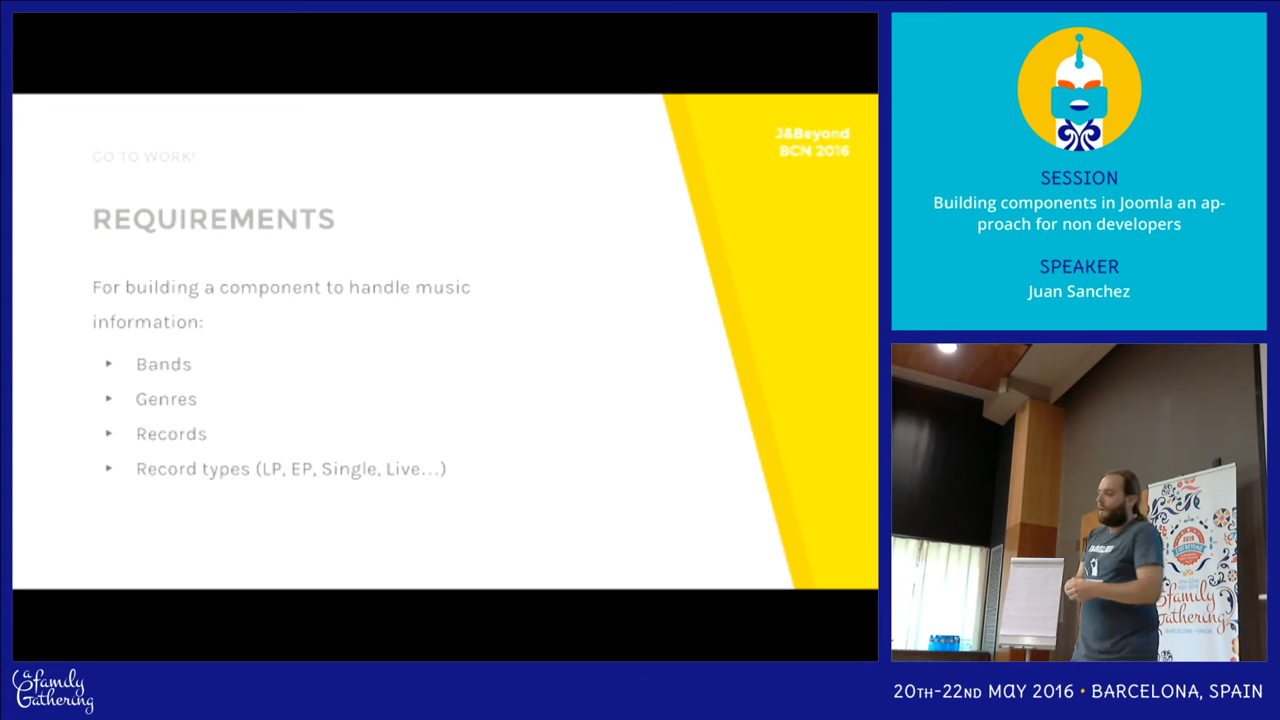 GO TO WORK!
REQUIREMENTS
For building a component to handle music
information:
‣ Bands
‣ Genres
‣ Records
‣ Record types (LP, EP, Single, Live...)
J&Beyond
BCN 2016
SESSION
Building components in Joomla an ap-
proach for non developers
SPEAKER
Juan Sanchez
a family
Gathering
BARCELONA - SPAIN
a family
Gathering
20TH-22ND MAY 2016 • BARCELONA, SPAIN